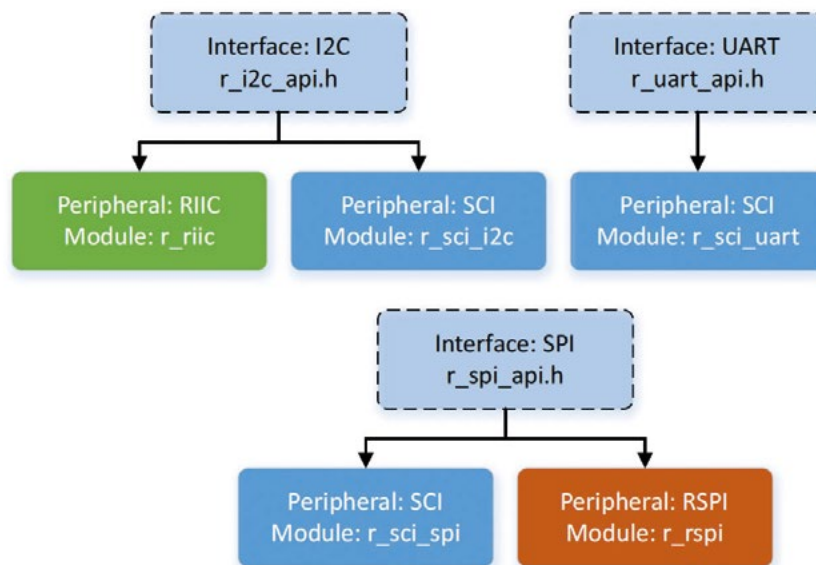 Interface: I2C
r_i2c_api.h
Interface: UART
r_uart_api.h
Peripheral: RIIC
Module: r_riic
Peripheral: SCI
Module: r_sci_i2c
Peripheral: SCI
Module: r_sci_uart
Interface: SPI
r_spi_api.h
Peripheral: SCI
Module: r_sci_spi
Peripheral: RSPI
Module: r_rspi